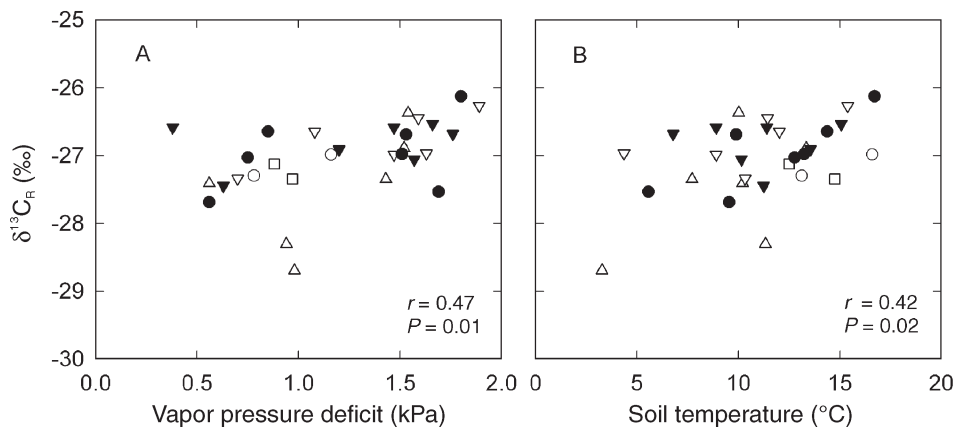 -25
-26
-27
-28
-29
-30
δ¹³C_R (‰)
A
r = 0.47
P = 0.01
0.0 0.5 1.0 1.5 2.0
Vapor pressure deficit (kPa)
B
r = 0.42
P = 0.02
0 5 10 15 20
Soil temperature (°C)